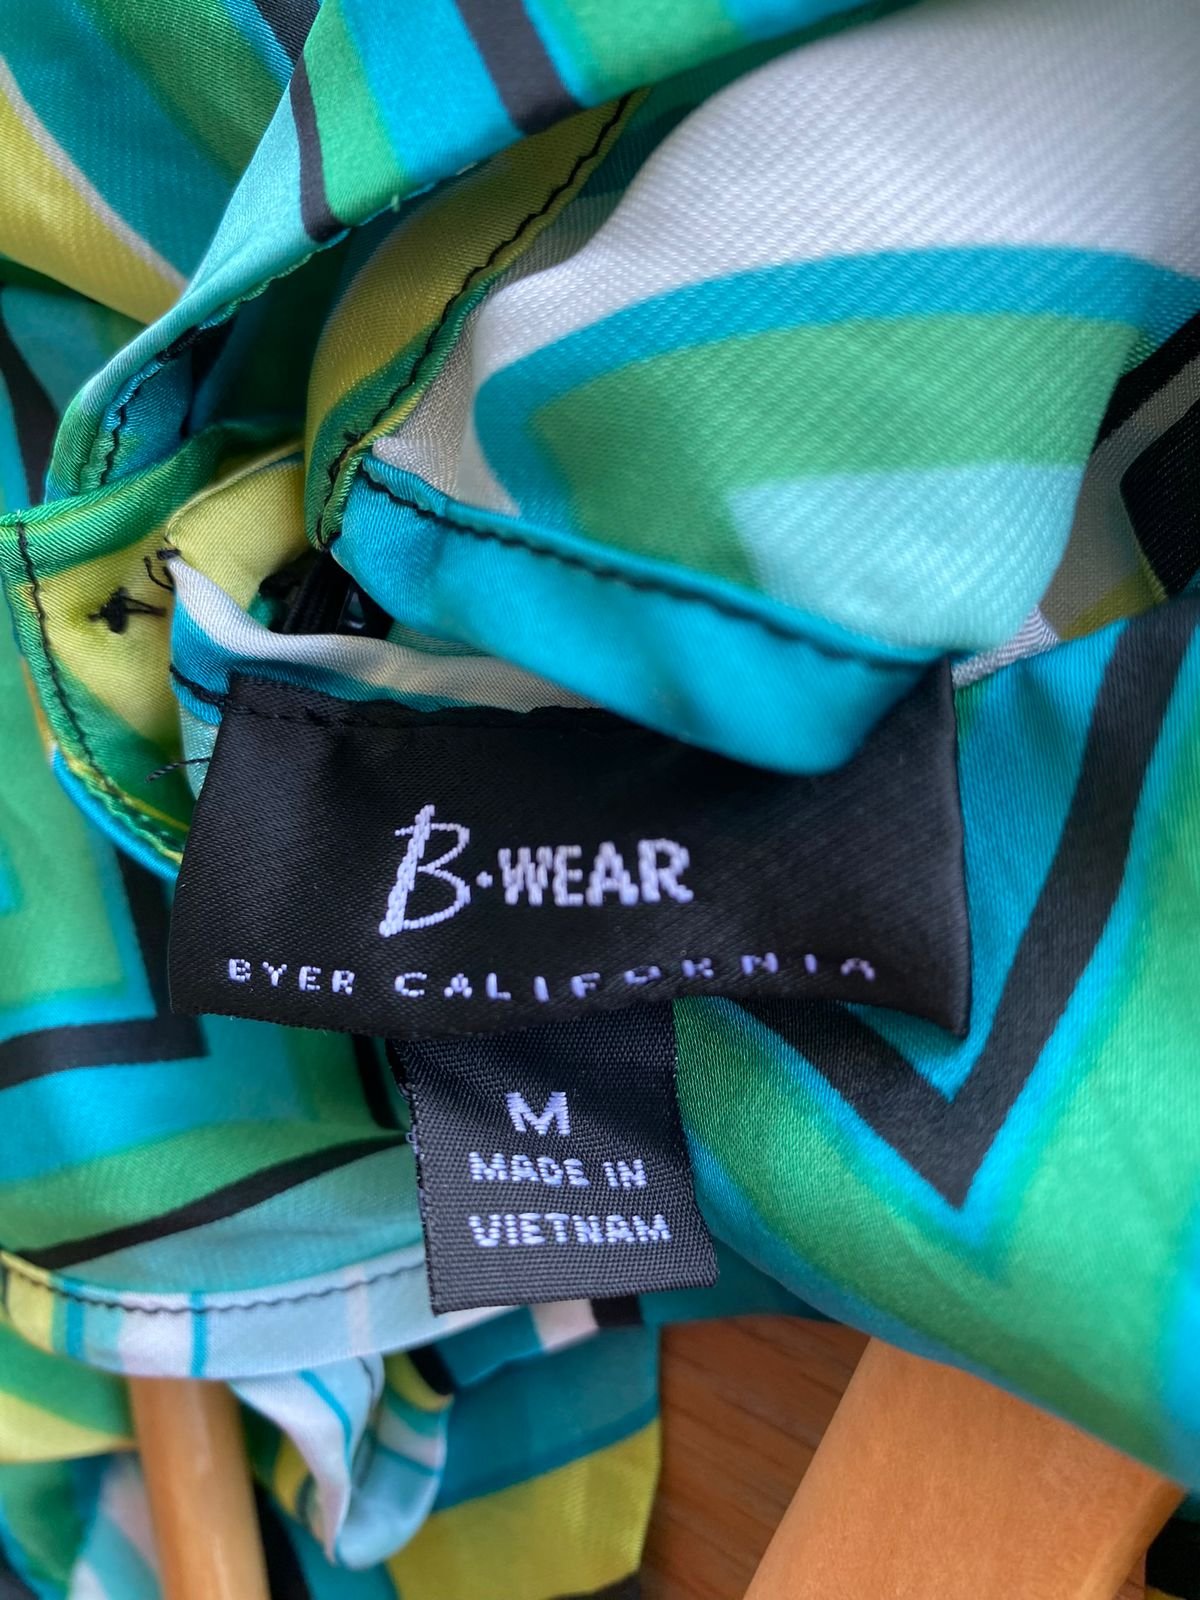 B·WEAR
BYER CALIFORNIA
M
MADE IN
VIETNAM